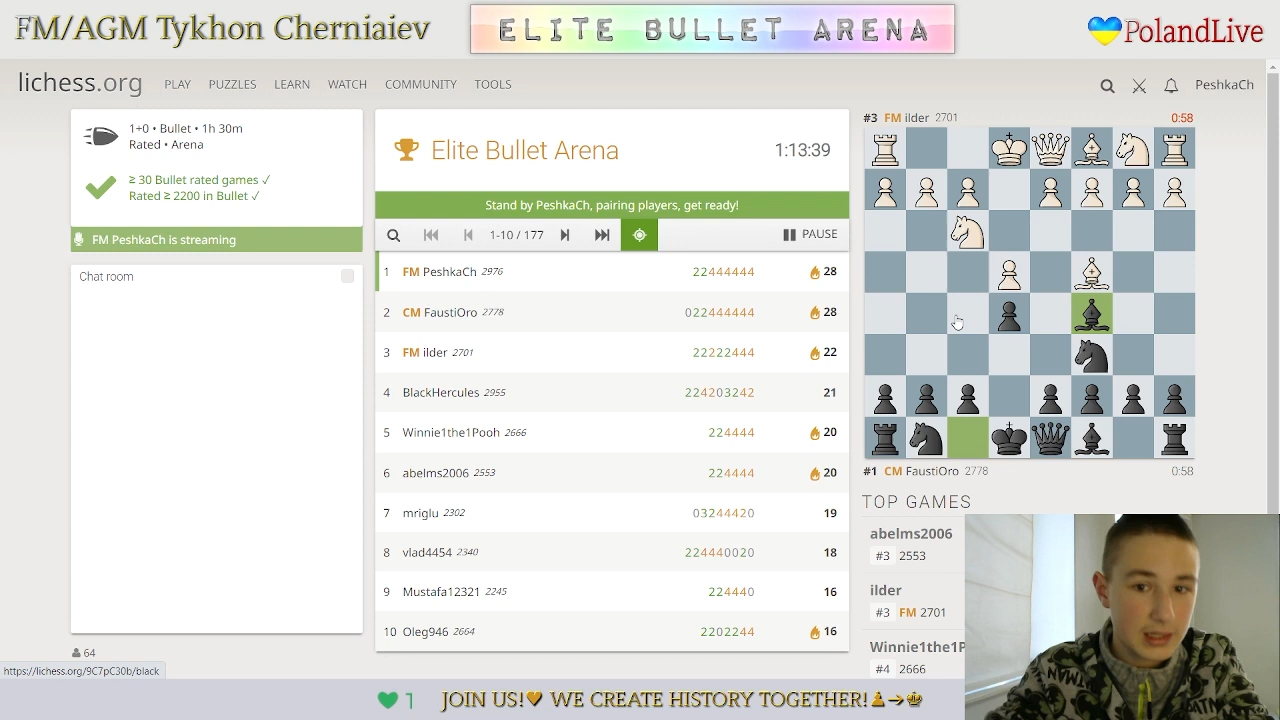 FM/AGM Tykhon Cherniaiev
ELITE BULLET ARENA
PolandLive
lichess.org
PLAY PUZZLES LEARN WATCH COMMUNITY TOOLS
PeshkaCh
1+0 • Bullet • 1h 30m
Rated • Arena
≥ 30 Bullet rated games ✓
Rated ≥ 2200 in Bullet ✓
FM PeshkaCh is streaming
Chat room
64
https://lichess.org/9C7pC30b/black
Elite Bullet Arena 1:13:39
Stand by PeshkaCh, pairing players, get ready!
1-10 / 177 PAUSE
1 FM PeshkaCh 2976 22444444 28
2 CM FaustiOro 2778 022444444 28
3 FM ilder 2701 22222444 22
4 BlackHercules 2955 224203242 21
5 Winnie1the1Pooh 2666 224444 20
6 abelms2006 2553 224444 20
7 mriglu 2302 03244420 19
8 vlad4454 2340 224440020 18
9 Mustafa12321 2245 224440 16
10 Oleg946 2664 2202244 16
#3 FM ilder 2701 0:58
#1 CM FaustiOro 2778 0:58
TOP GAMES
abelms2006
#3 2553
ilder
#3 FM 2701
Winnie1the1P
#4 2666
1 JOIN US! WE CREATE HISTORY TOGETHER!